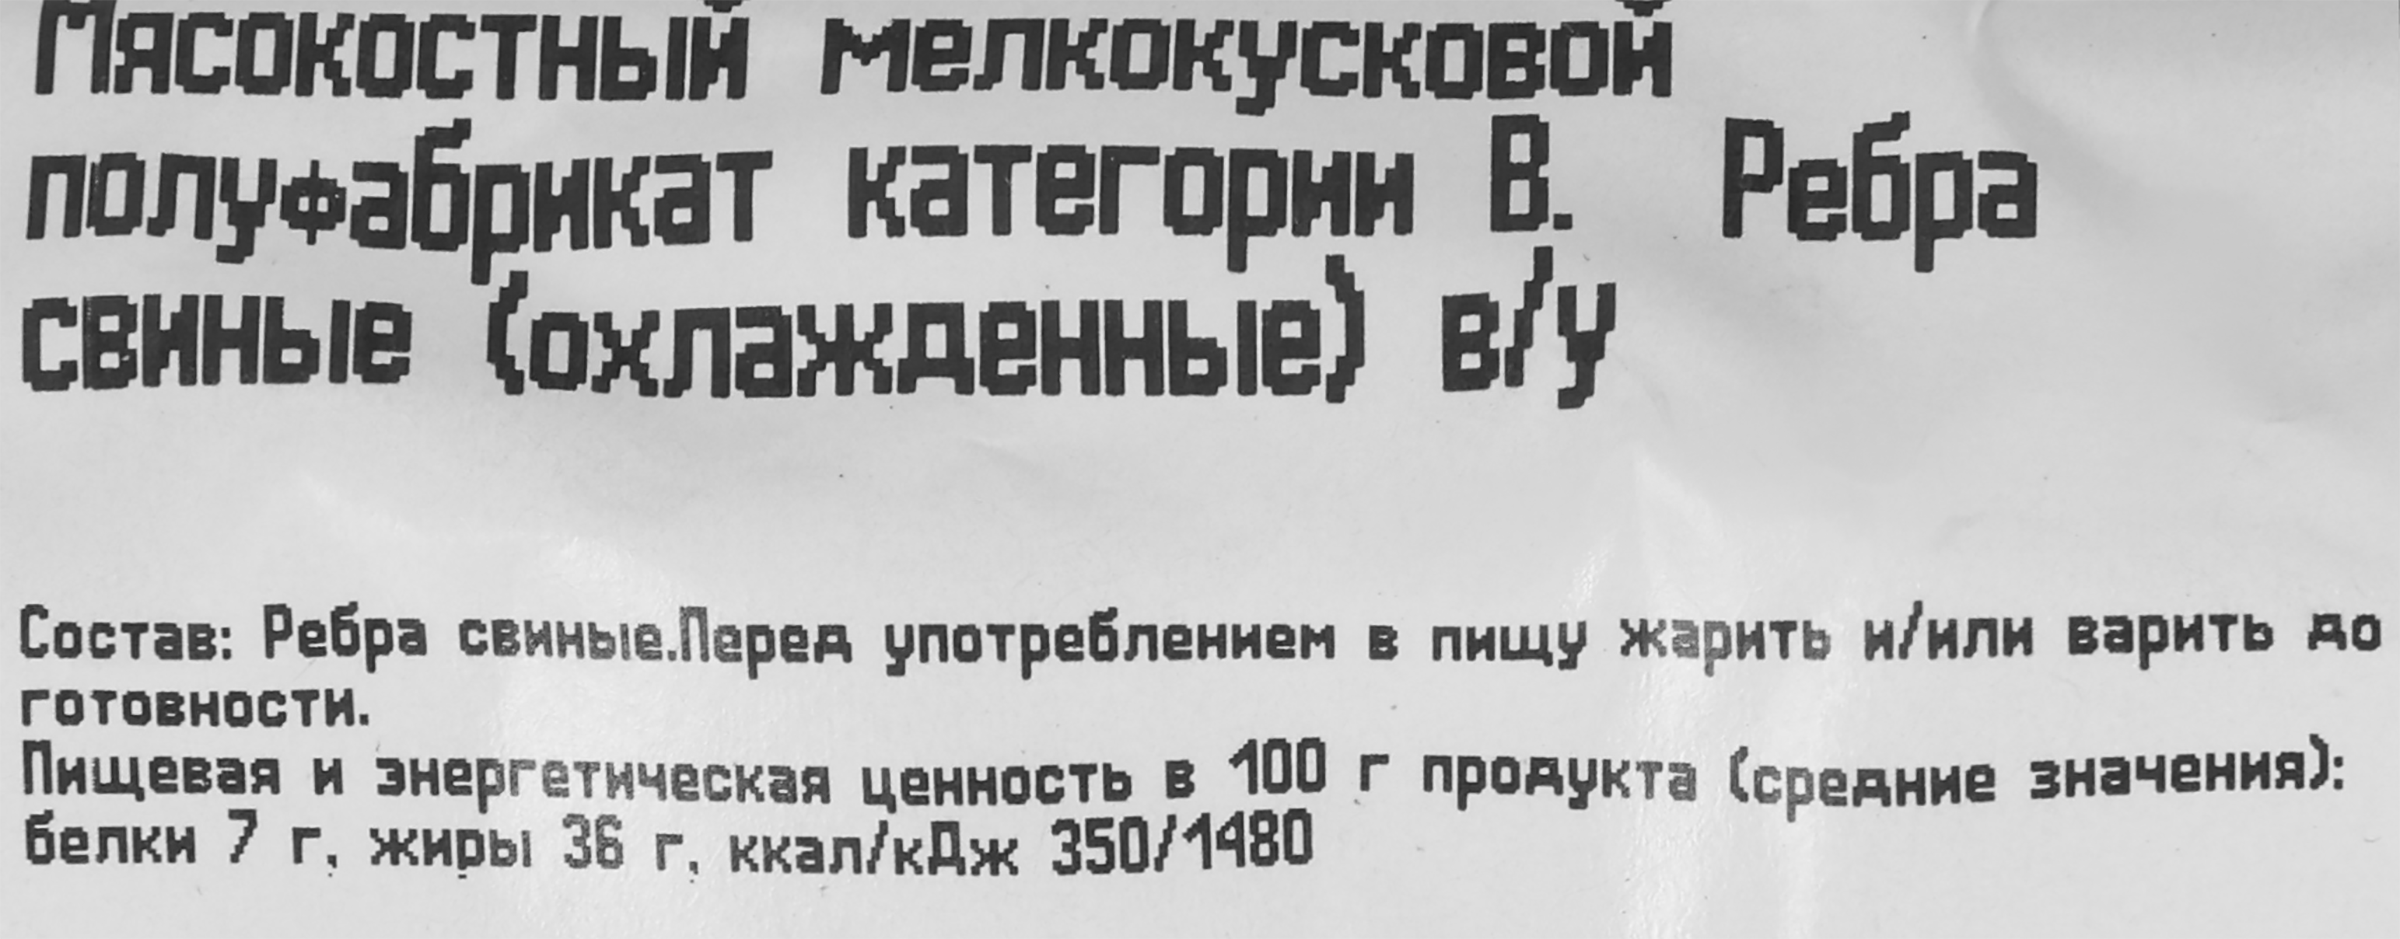 Мясокостный мелкокусковой
полуфабрикат категории В. Ребра
свиные (охлажденные) в/у
Состав: Ребра свиные.Перед употреблением в пищу жарить и/или варить до
готовности.
Пищевая и энергетическая ценность в 100 г продукта (средние значения):
белки 7 г, жиры 36 г, ккал/кДж 350/1480